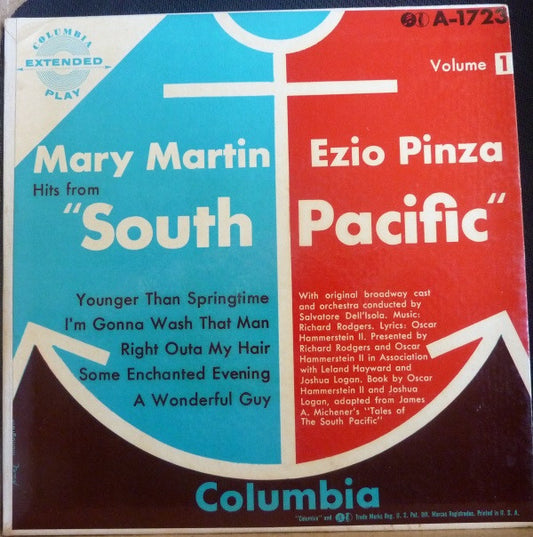 COLUMBIA
EXTENDED
PLAY
A-1723
Volume 1
Mary Martin
Ezio Pinza
Hits from
"South Pacific"
Younger Than Springtime
I'm Gonna Wash That Man
Right Outa My Hair
Some Enchanted Evening
A Wonderful Guy
With original broadway cast
and orchestra conducted by
Salvatore Dell'Isola. Music:
Richard Rodgers. Lyrics: Oscar
Hammerstein II. Presented by
Richard Rodgers and Oscar
Hammerstein II in Association
with Leland Hayward and
Joshua Logan. Book by Oscar
Hammerstein II and Joshua
Logan, adapted from James
A. Michener's "Tales of
The South Pacific"
Columbia
"Columbia" and Trade Marks Reg. U. S. Pat. Off. Marcas Registradas. Printed in U. S. A.